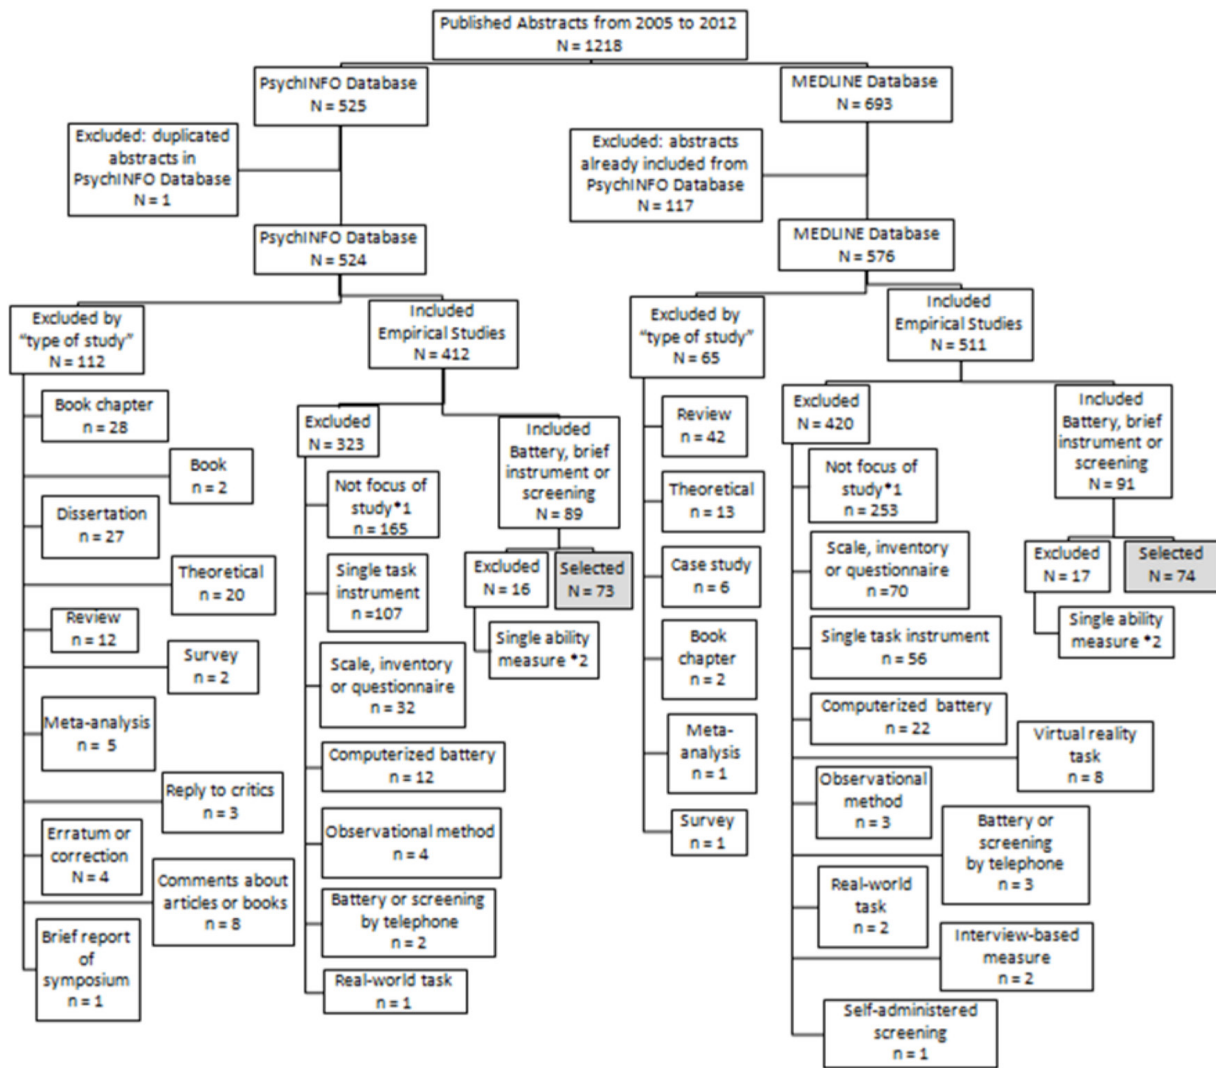 Published Abstracts from 2005 to 2012
N = 1218
PsychINFO Database
N = 525
MEDLINE Database
N = 693
Excluded: duplicated
abstracts in
PsychINFO Database
N = 1
Excluded: abstracts
already included from
PsychINFO Database
N = 117
PsychINFO Database
N = 524
MEDLINE Database
N = 576
Excluded by
“type of study”
N = 112
Included
Empirical Studies
N = 412
Excluded by
“type of study”
N = 65
Included
Empirical Studies
N = 511
Book chapter
n = 28
Book
n = 2
Dissertation
n = 27
Theoretical
n = 20
Review
n = 12
Survey
n = 2
Meta-analysis
n = 5
Reply to critics
n = 3
Erratum or
correction
N = 4
Comments about
articles or books
n = 8
Brief report
of
symposium
n = 1
Excluded
N = 323
Included
Battery, brief
instrument or
screening
N = 89
Not focus of
study*1
n = 165
Single task
instrument
n =107
Scale, inventory
or questionnaire
n = 32
Computerized battery
n = 12
Observational method
n = 4
Battery or screening
by telephone
n = 2
Real-world task
n = 1
Excluded
N = 16
Selected
N = 73
Single ability
measure *2
Review
n = 42
Theoretical
n = 13
Case study
n = 6
Book
chapter
n = 2
Meta-
analysis
n = 1
Survey
n = 1
Excluded
N = 420
Included
Battery, brief
instrument or
screening
N = 91
Not focus of
study*1
n = 253
Scale, inventory
or questionnaire
n =70
Single task instrument
n = 56
Computerized battery
n = 22
Virtual reality
task
n = 8
Observational
method
n = 3
Battery or
screening
by telephone
n = 3
Real-world
task
n = 2
Interview-based
measure
n = 2
Self-administered
screening
n = 1
Excluded
N = 17
Selected
N = 74
Single ability
measure *2